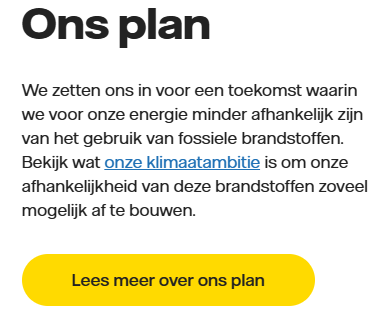 Ons plan
We zetten ons in voor een toekomst waarin
we voor onze energie minder afhankelijk zijn
van het gebruik van fossiele brandstoffen.
Bekijk wat onze klimaatambitie is om onze
afhankelijkheid van deze brandstoffen zoveel
mogelijk af te bouwen.
Lees meer over ons plan